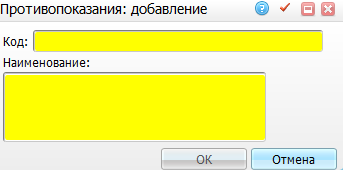 Противопоказания: добавление
Код:
Наименование:
ОК
Отмена